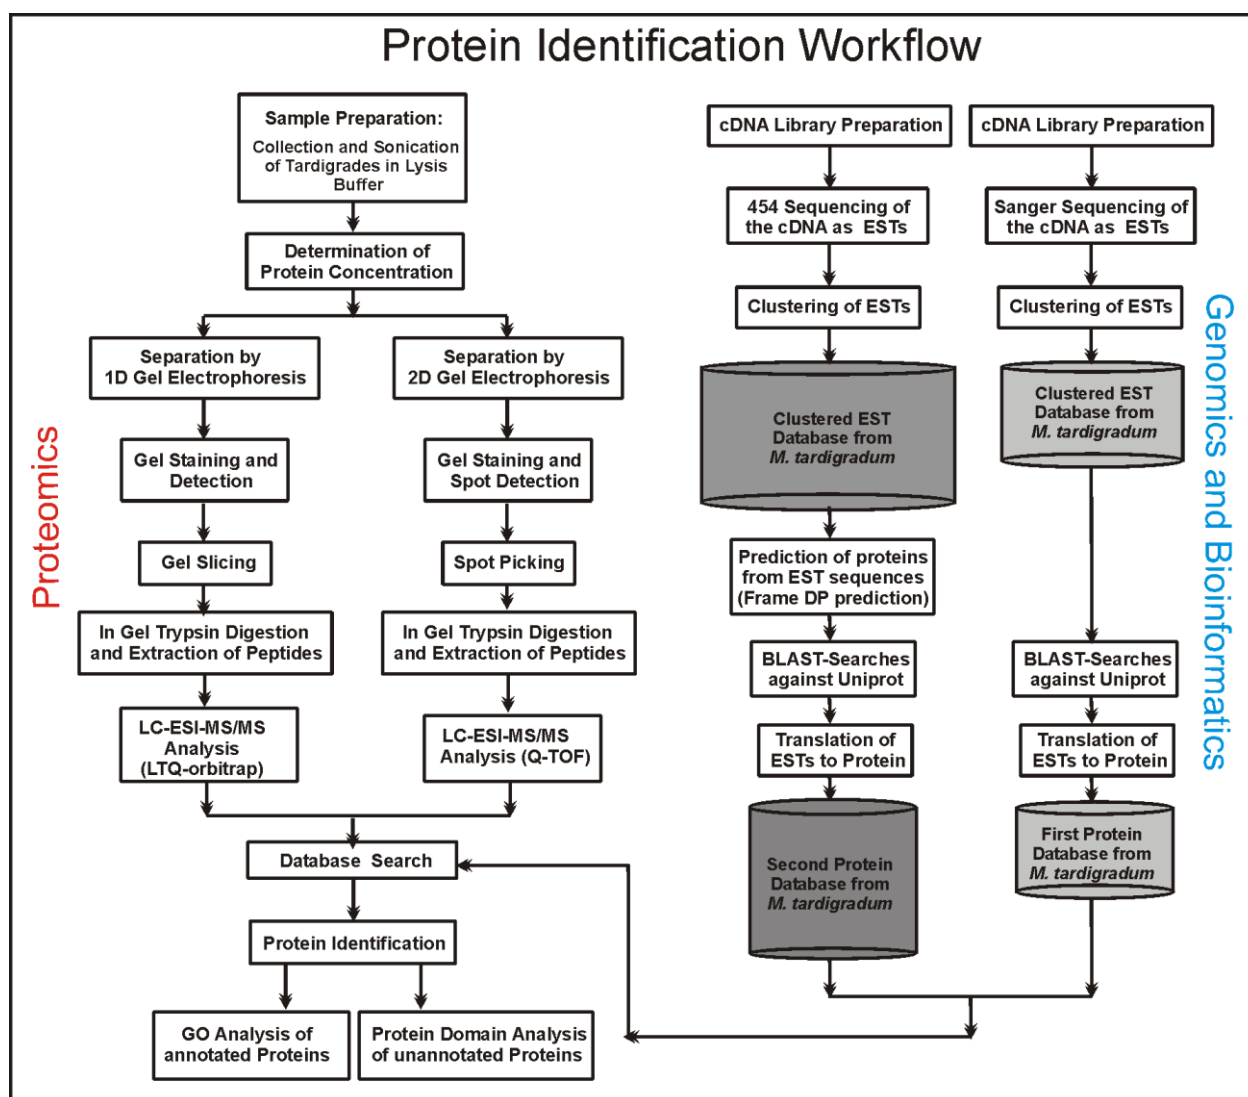 Protein Identification Workflow
Proteomics
Sample Preparation:
Collection and Sonication
of Tardigrades in Lysis
Buffer
Determination of
Protein Concentration
Separation by
1D Gel Electrophoresis
Gel Staining and
Detection
Gel Slicing
In Gel Trypsin Digestion
and Extraction of Peptides
LC-ESI-MS/MS
Analysis
(LTQ-orbitrap)
Separation by
2D Gel Electrophoresis
Gel Staining and
Spot Detection
Spot Picking
In Gel Trypsin Digestion
and Extraction of Peptides
LC-ESI-MS/MS
Analysis (Q-TOF)
Database Search
Protein Identification
GO Analysis of
annotated Proteins
Protein Domain Analysis
of unannotated Proteins
cDNA Library Preparation
454 Sequencing of
the cDNA as ESTs
Clustering of ESTs
Clustered EST
Database from
M. tardigradum
Prediction of proteins
from EST sequences
(Frame DP prediction)
BLAST-Searches
against Uniprot
Translation of
ESTs to Protein
Second Protein
Database from
M. tardigradum
cDNA Library Preparation
Sanger Sequencing of
the cDNA as ESTs
Clustering of ESTs
Clustered EST
Database from
M. tardigradum
BLAST-Searches
against Uniprot
Translation of
ESTs to Protein
First Protein
Database from
M. tardigradum
Genomics and Bioinformatics